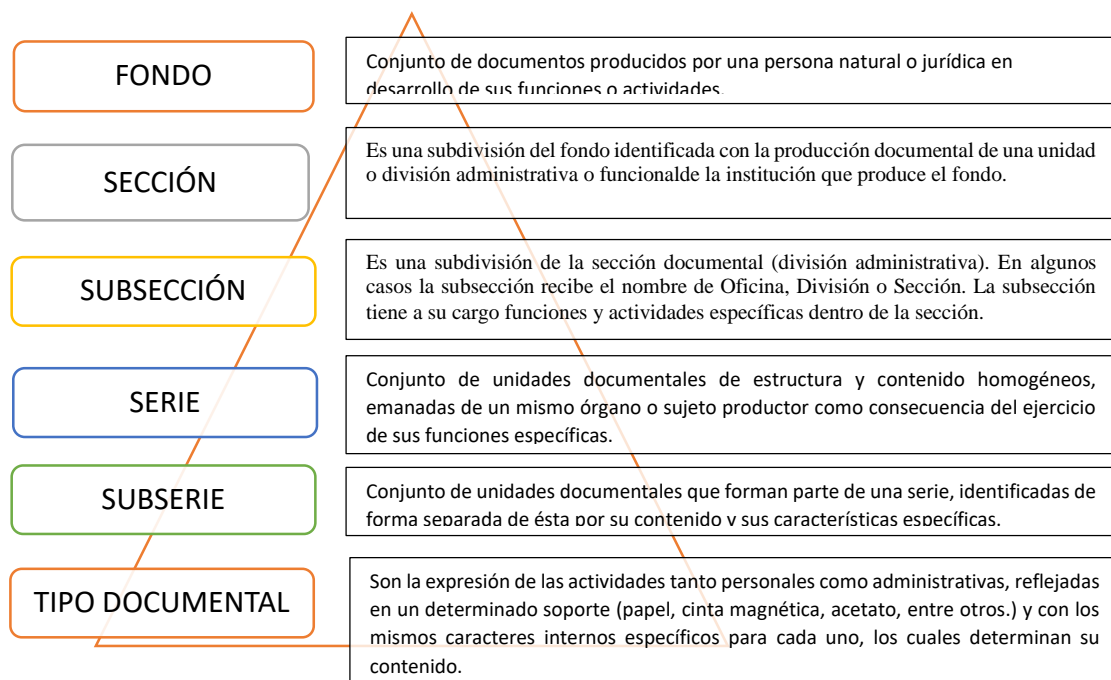 FONDO
Conjunto de documentos producidos por una persona natural o jurídica en
desarrollo de sus funciones o actividades.
SECCIÓN
Es una subdivisión del fondo identificada con la producción documental de una unidad
o división administrativa o funcionalde la institución que produce el fondo.
SUBSECCIÓN
Es una subdivisión de la sección documental (división administrativa). En algunos
casos la subsección recibe el nombre de Oficina, División o Sección. La subsección
tiene a su cargo funciones y actividades específicas dentro de la sección.
SERIE
Conjunto de unidades documentales de estructura y contenido homogéneos,
emanadas de un mismo órgano o sujeto productor como consecuencia del ejercicio
de sus funciones específicas.
SUBSERIE
Conjunto de unidades documentales que forman parte de una serie, identificadas de
forma separada de ésta por su contenido y sus características específicas.
TIPO DOCUMENTAL
Son la expresión de las actividades tanto personales como administrativas, reflejadas
en un determinado soporte (papel, cinta magnética, acetato, entre otros.) y con los
mismos caracteres internos específicos para cada uno, los cuales determinan su
contenido.